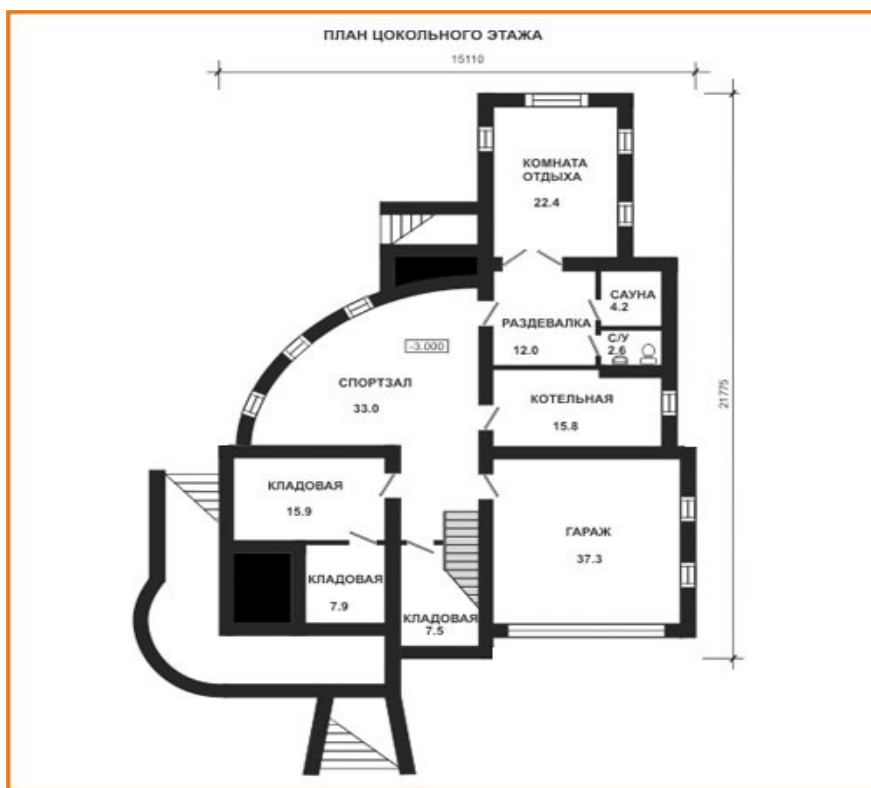 ПЛАН ЦОКОЛЬНОГО ЭТАЖА
15110
КОМНАТА
ОТДЫХА
22.4
САУНА
4.2
РАЗДЕВАЛКА
12.0
С/У
2.6
-3.000
СПОРТЗАЛ
33.0
КОТЕЛЬНАЯ
15.8
21775
КЛАДОВАЯ
15.9
ГАРАЖ
37.3
КЛАДОВАЯ
7.9
КЛАДОВАЯ
7.5